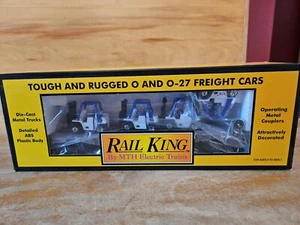 TOUGH AND RUGGED O AND O-27 FREIGHT CARS
Die-Cast
Metal Trucks
Detailed
ABS
Plastic Body
Operating
Metal
Couplers
Attractively
Decorated
RAIL KING
By MTH Electric Trains